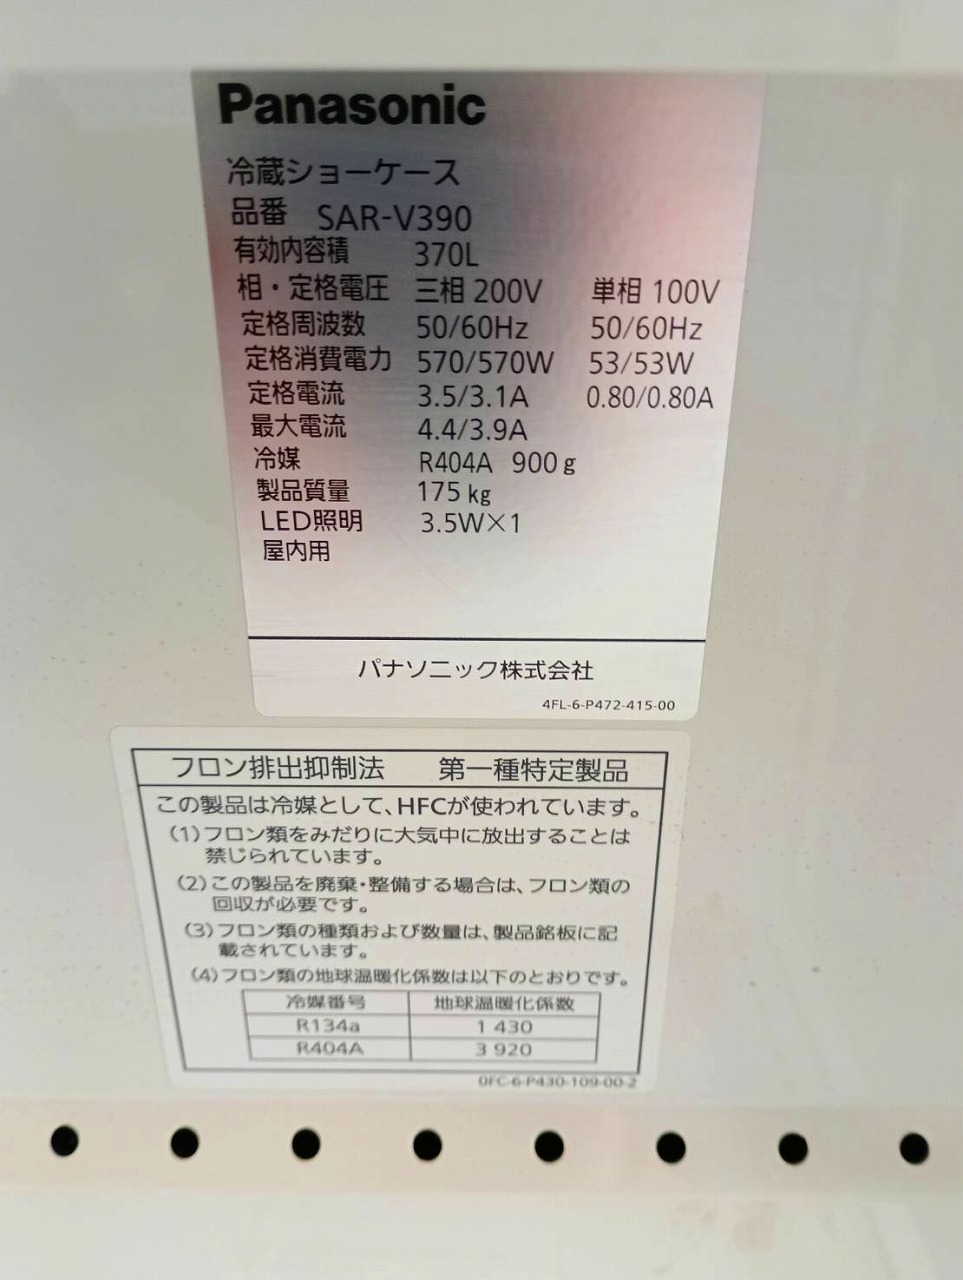 Panasonic
冷蔵ショーケース
品番 SAR-V390
有効内容積 370L
相・定格電圧 三相 200V 単相 100V
定格周波数 50/60Hz 50/60Hz
定格消費電力 570/570W 53/53W
定格電流 3.5/3.1A 0.80/0.80A
最大電流 4.4/3.9A
冷媒 R404A 900g
製品質量 175kg
LED照明 3.5W×1
屋内用
パナソニック株式会社
4FL-6-P472-415-00
フロン排出抑制法 第一種特定製品
この製品は冷媒として、HFCが使われています。
(1)フロン類をみだりに大気中に放出することは
禁じられています。
(2)この製品を廃棄・整備する場合は、フロン類の
回収が必要です。
(3)フロン類の種類および数量は、製品銘板に記
載されています。
(4)フロン類の地球温暖化係数は以下のとおりです。
冷媒番号 地球温暖化係数
R134a 1 430
R404A 3 920
0FC-6-P430-109-00-2